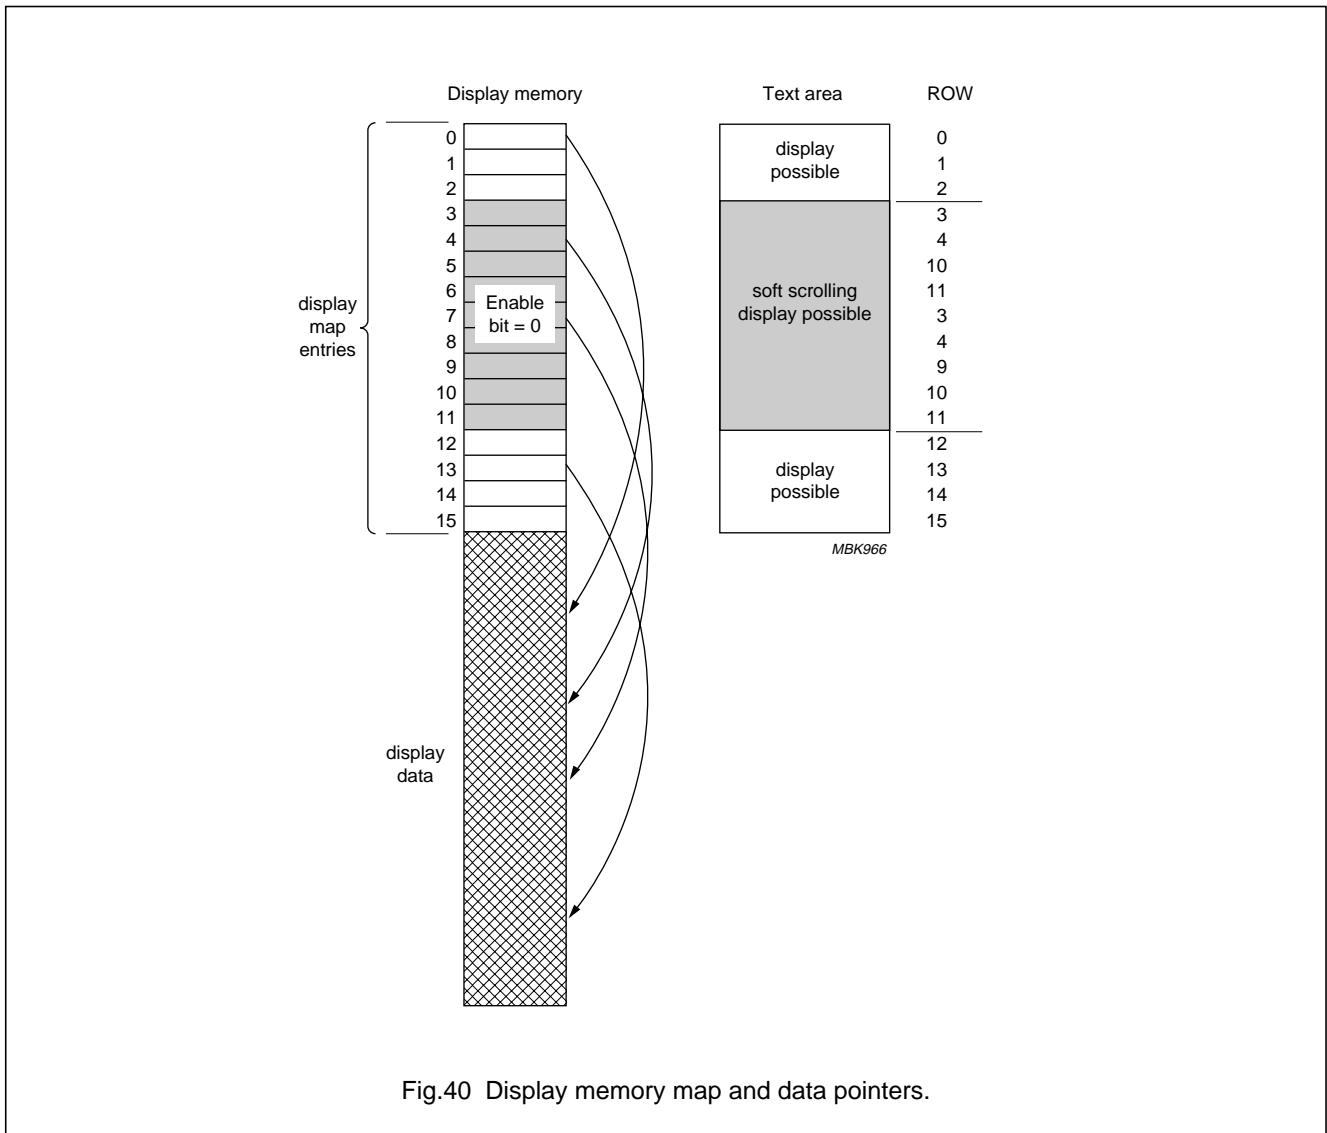 Display memory
Text area
ROW
0
1
2
3
4
5
6
7
8
9
10
11
12
13
14
15
display
map
entries
Enable
bit = 0
display
data
display
possible
soft scrolling
display possible
display
possible
0
1
2
3
4
10
11
3
4
9
10
11
12
13
14
15
MBK966
Fig.40 Display memory map and data pointers.